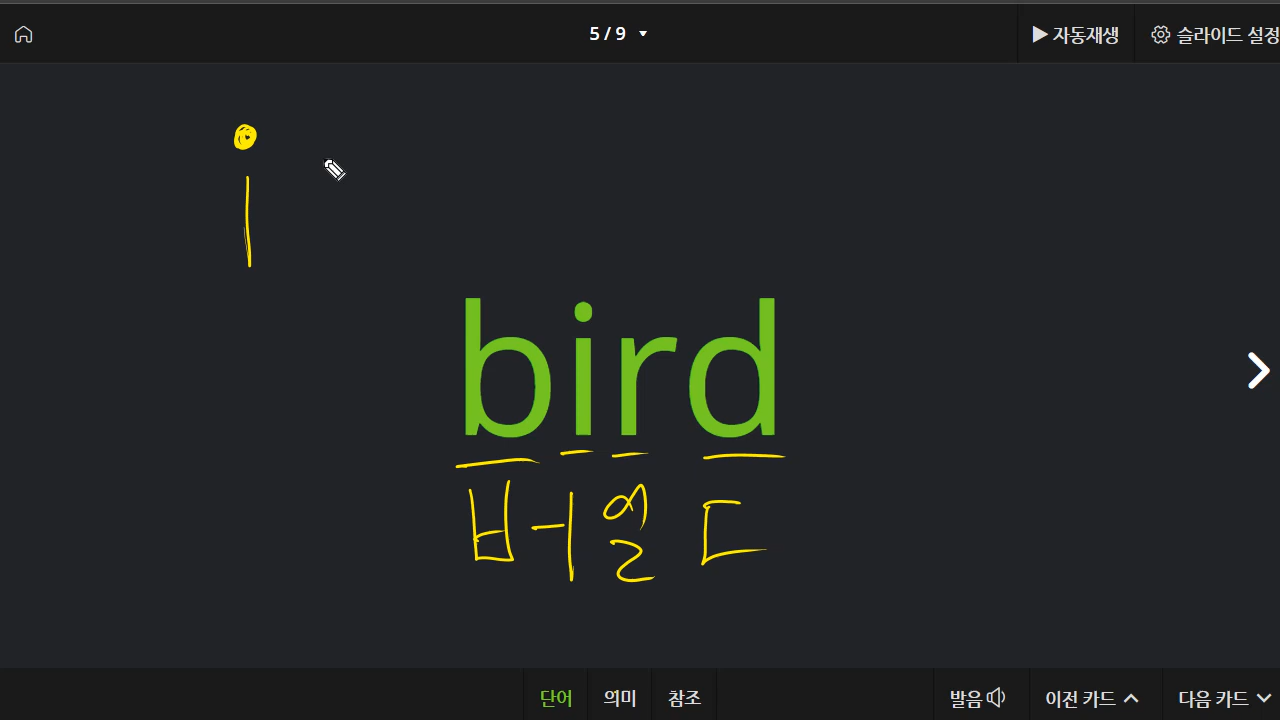 5 / 9
▶ 자동재생
슬라이드 설정
i
bird
버일드
단어 의미 참조
발음 이전 카드 다음 카드